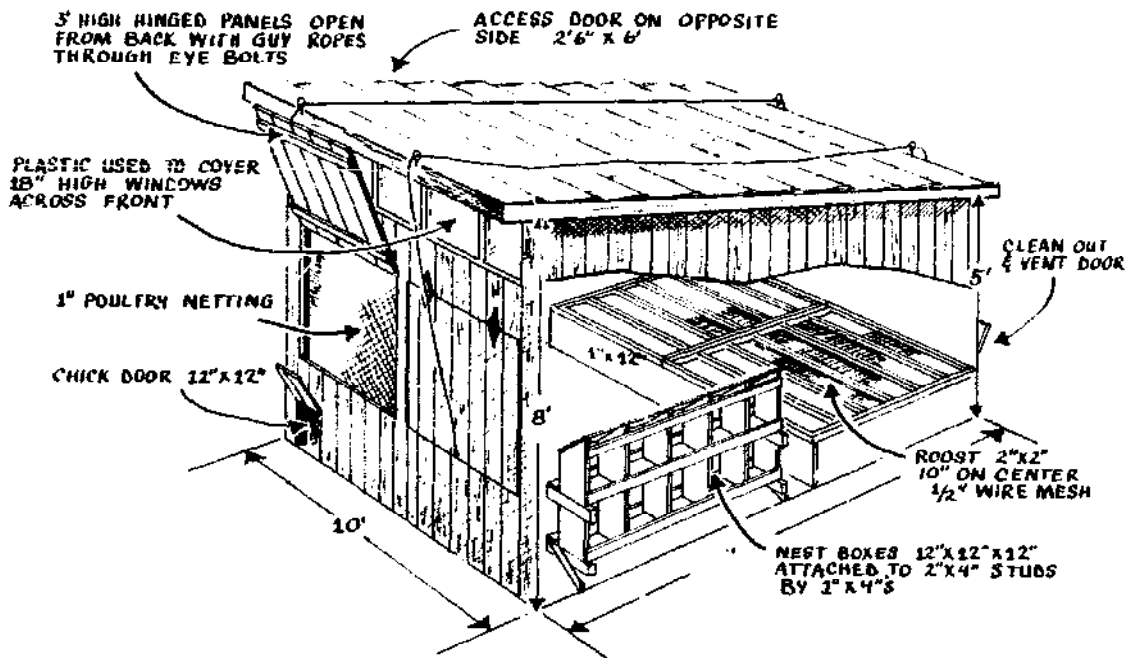 3' HIGH HINGED PANELS OPEN
FROM BACK WITH GUY ROPES
THROUGH EYE BOLTS
ACCESS DOOR ON OPPOSITE
SIDE 2'6" X 6'
PLASTIC USED TO COVER
18" HIGH WINDOWS
ACROSS FRONT
CLEAN OUT
& VENT DOOR
5'
1" POULTRY NETTING
1" X 12"
CHICK DOOR 12"X12"
8'
ROOST 2"X2"
10" ON CENTER
1/2" WIRE MESH
10'
NEST BOXES 12"X12"X12"
ATTACHED TO 2"X4" STUDS
BY 1"X4"S